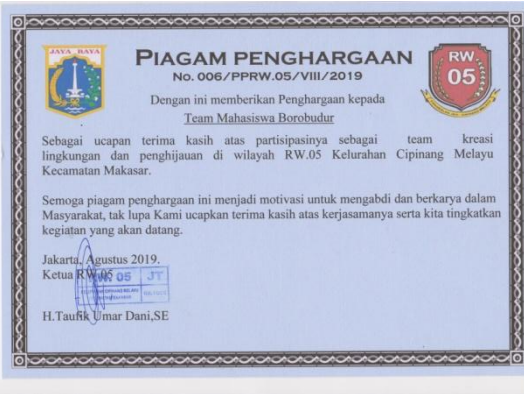 JAYA RAYA
PIAGAM PENGHARGAAN
No. 006/PPRW.05/VIII/2019
RW
05
Dengan ini memberikan Penghargaan kepada
Team Mahasiswa Borobudur
Sebagai ucapan terima kasih atas partisipasinya sebagai team kreasi
lingkungan dan penghijauan di wilayah RW.05 Kelurahan Cipinang Melayu
Kecamatan Makasar.
Semoga piagam penghargaan ini menjadi motivasi untuk mengabdi dan berkarya dalam
Masyarakat, tak lupa Kami ucapkan terima kasih atas kerjasamanya serta kita tingkatkan
kegiatan yang akan datang.
Jakarta, Agustus 2019.
Ketua RW.05
RW. 05 JT
H.Taufik Umar Dani,SE